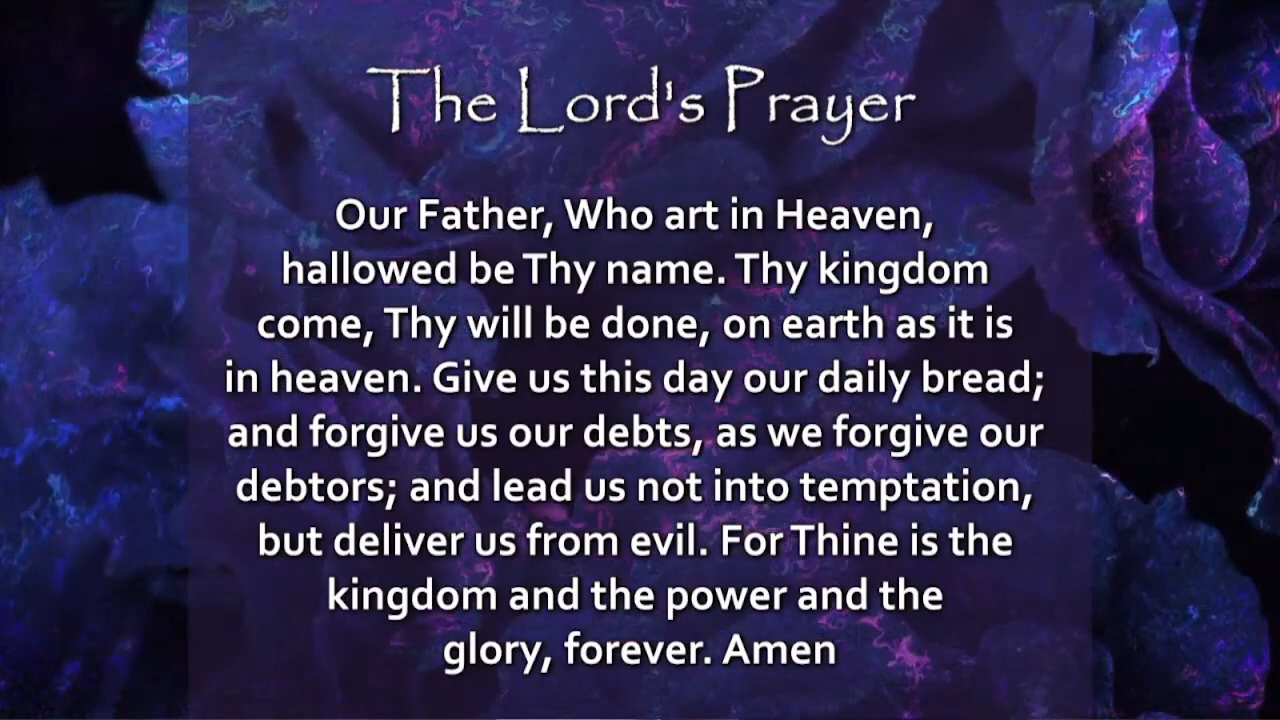 The Lord's Prayer
Our Father, Who art in Heaven,
hallowed be Thy name. Thy kingdom
come, Thy will be done, on earth as it is
in heaven. Give us this day our daily bread;
and forgive us our debts, as we forgive our
debtors; and lead us not into temptation,
but deliver us from evil. For Thine is the
kingdom and the power and the
glory, forever. Amen